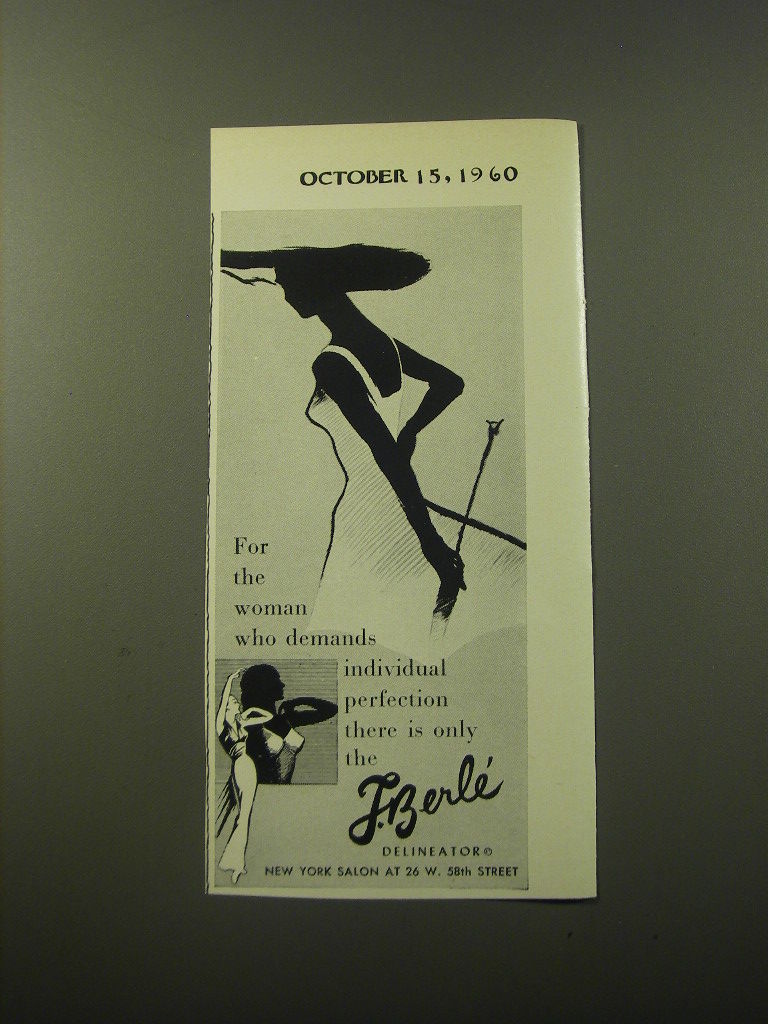 OCTOBER 15, 1960
For
the
woman
who demands
individual
perfection
there is only
the
J.Berlé
DELINEATOR©
NEW YORK SALON AT 26 W. 58th STREET